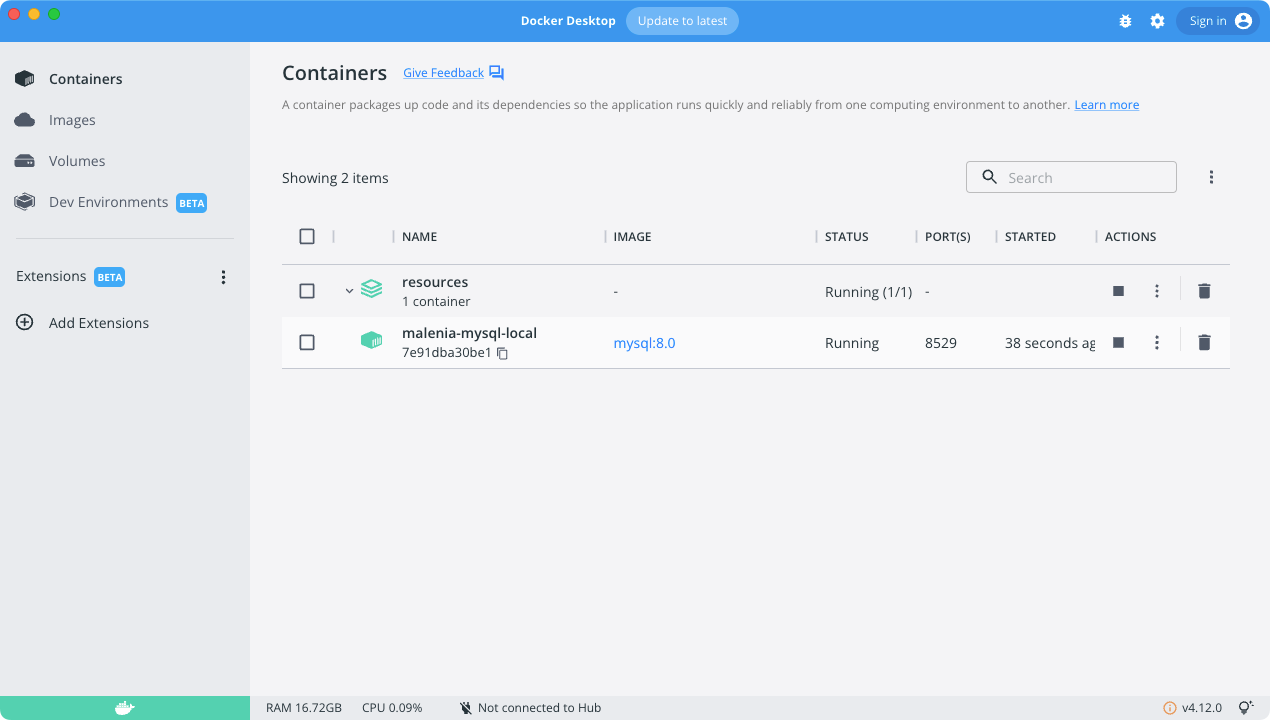 Docker Desktop Update to latest Sign in
Containers
Images
Volumes
Dev Environments BETA
Extensions BETA
Add Extensions
Containers Give Feedback
A container packages up code and its dependencies so the application runs quickly and reliably from one computing environment to another. Learn more
Showing 2 items Search
NAME IMAGE STATUS PORT(S) STARTED ACTIONS
resources - Running (1/1) -
1 container
malenia-mysql-local mysql:8.0 Running 8529 38 seconds ag
7e91dba30be1
RAM 16.72GB CPU 0.09% Not connected to Hub v4.12.0